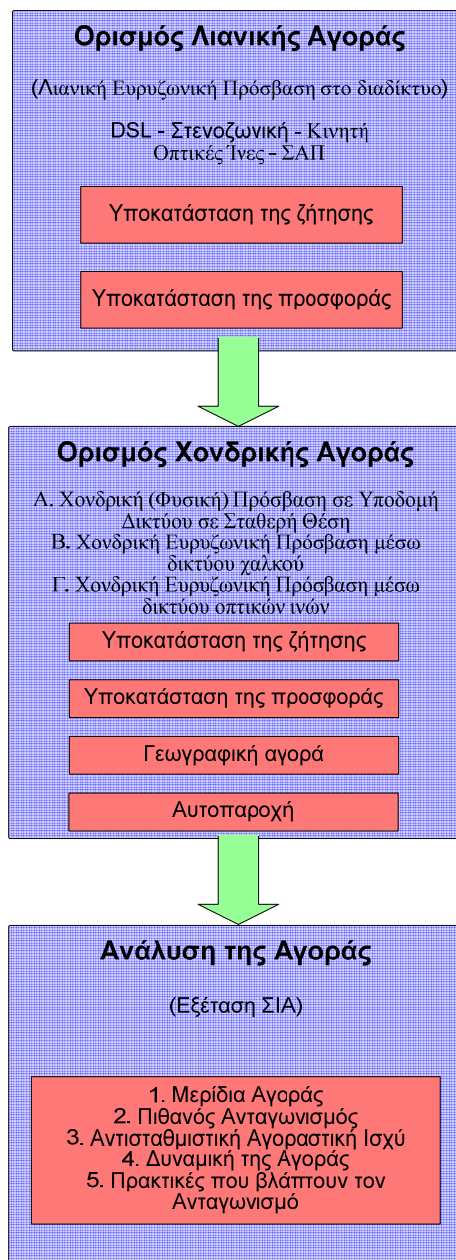 Ορισμός Λιανικής Αγοράς
(Λιανική Ευρυζωνική Πρόσβαση στο διαδίκτυο)
DSL - Στενοζωνική - Κινητή
Οπτικές Ίνες - ΣΑΠ
Υποκατάσταση της ζήτησης
Υποκατάσταση της προσφοράς
Ορισμός Χονδρικής Αγοράς
Α. Χονδρική (Φυσική) Πρόσβαση σε Υποδομή
Δικτύου σε Σταθερή Θέση
Β. Χονδρική Ευρυζωνική Πρόσβαση μέσω
δικτύου χαλκού
Γ. Χονδρική Ευρυζωνική Πρόσβαση μέσω
δικτύου οπτικών ινών
Υποκατάσταση της ζήτησης
Υποκατάσταση της προσφοράς
Γεωγραφική αγορά
Αυτοπαροχή
Ανάλυση της Αγοράς
(Εξέταση ΣΙΑ)
1. Μερίδια Αγοράς
2. Πιθανός Ανταγωνισμός
3. Αντισταθμιστική Αγοραστική Ισχύ
4. Δυναμική της Αγοράς
5. Πρακτικές που βλάπτουν τον
Ανταγωνισμό